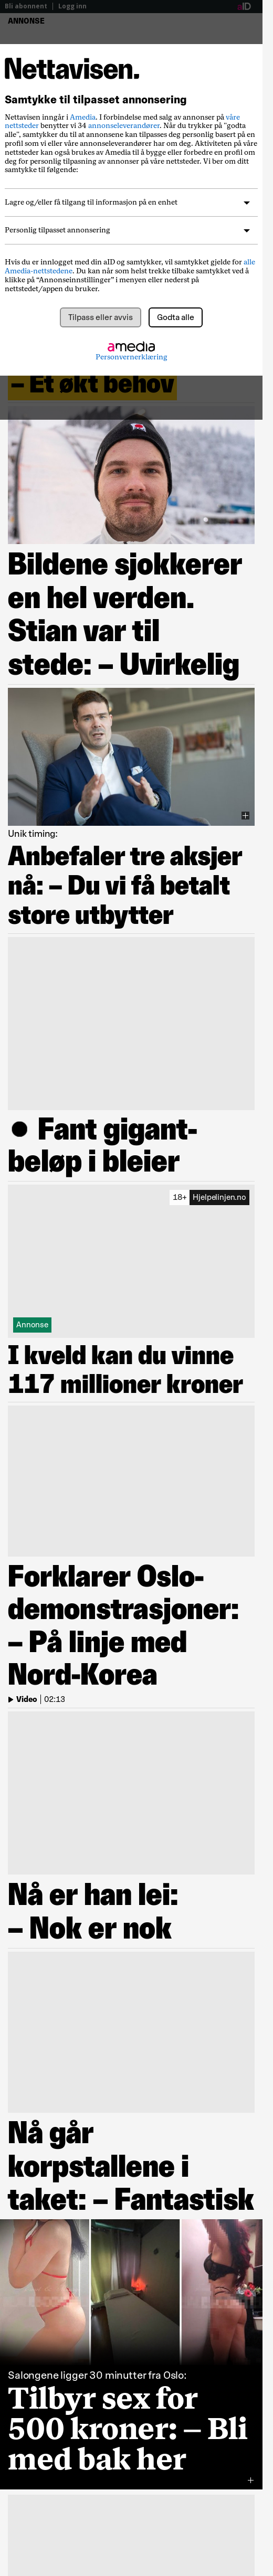 Bli abonnent | Logg inn
aID
ANNONSE
Nettavisen.
Samtykke til tilpasset annonsering
Nettavisen inngår i Amedia. I forbindelse med salg av annonser på våre
nettsteder benytter vi 34 annonseleverandører. Når du trykker på "godta
alle", samtykker du til at annonsene kan tilpasses deg personlig basert på en
profil som vi eller våre annonsepartnere har om deg. Aktiviteten på våre
nettsteder kan også brukes av Amedia til å bygge eller forbedre en profil om
deg for personlig tilpasning av annonser på våre nettsteder. Vi ber om ditt
samtykke til følgende:
Lagre og/eller få tilgang til informasjon på en enhet
Personlig tilpasset annonsering
Hvis du er innlogget med din aID og samtykker, vil samtykket gjelde for alle
Amedia-nettstedene. Du kan når som helst trekke tilbake samtykket ved å
klikke på “Annonseinnstillinger” i menyen eller nederst på
nettstedet/appen du bruker.
Tilpass eller avvis
Godta alle
amedia
Personvernerklæring
– Et økt behov
Bildene sjokkerer
en hel verden.
Stian var til
stede: – Uvirkelig
Unik timing:
Anbefaler tre aksjer
nå: – Du vi få betalt
store utbytter
● Fant gigant-
beløp i bleier
18+ Hjelpelinjen.no
Annonse
I kveld kan du vinne
117 millioner kroner
Forklarer Oslo-
demonstrasjoner:
– På linje med
Nord-Korea
Video | 02:13
Nå er han lei:
– Nok er nok
Nå går
korpstallene i
taket: – Fantastisk
Salongene ligger 30 minutter fra Oslo:
Tilbyr sex for
500 kroner: – Bli
med bak her